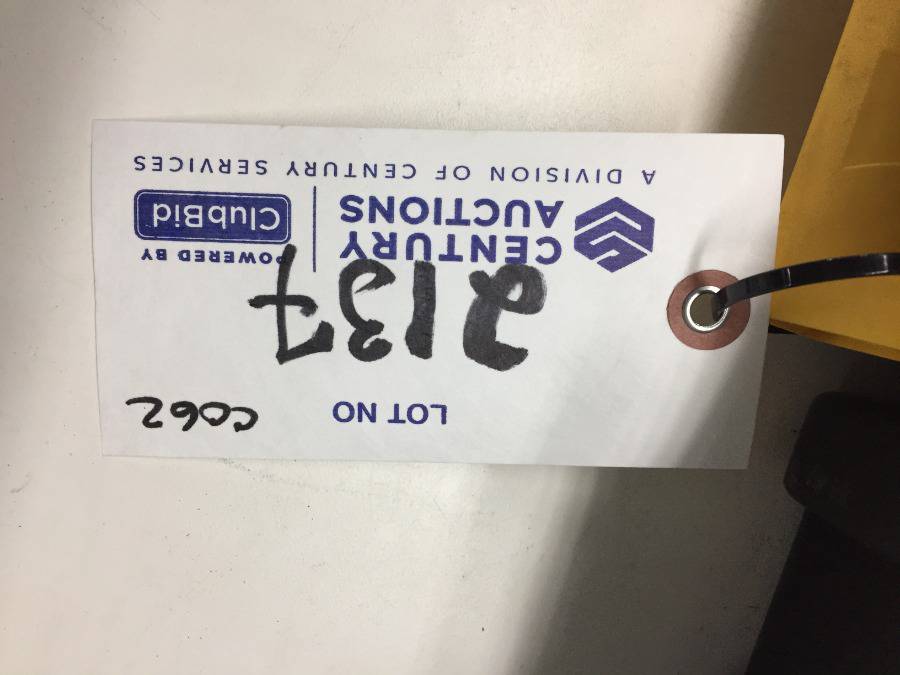 LOT NO
C062
2137
CENTURY
AUCTIONS
POWERED BY
ClubBid
A DIVISION OF CENTURY SERVICES